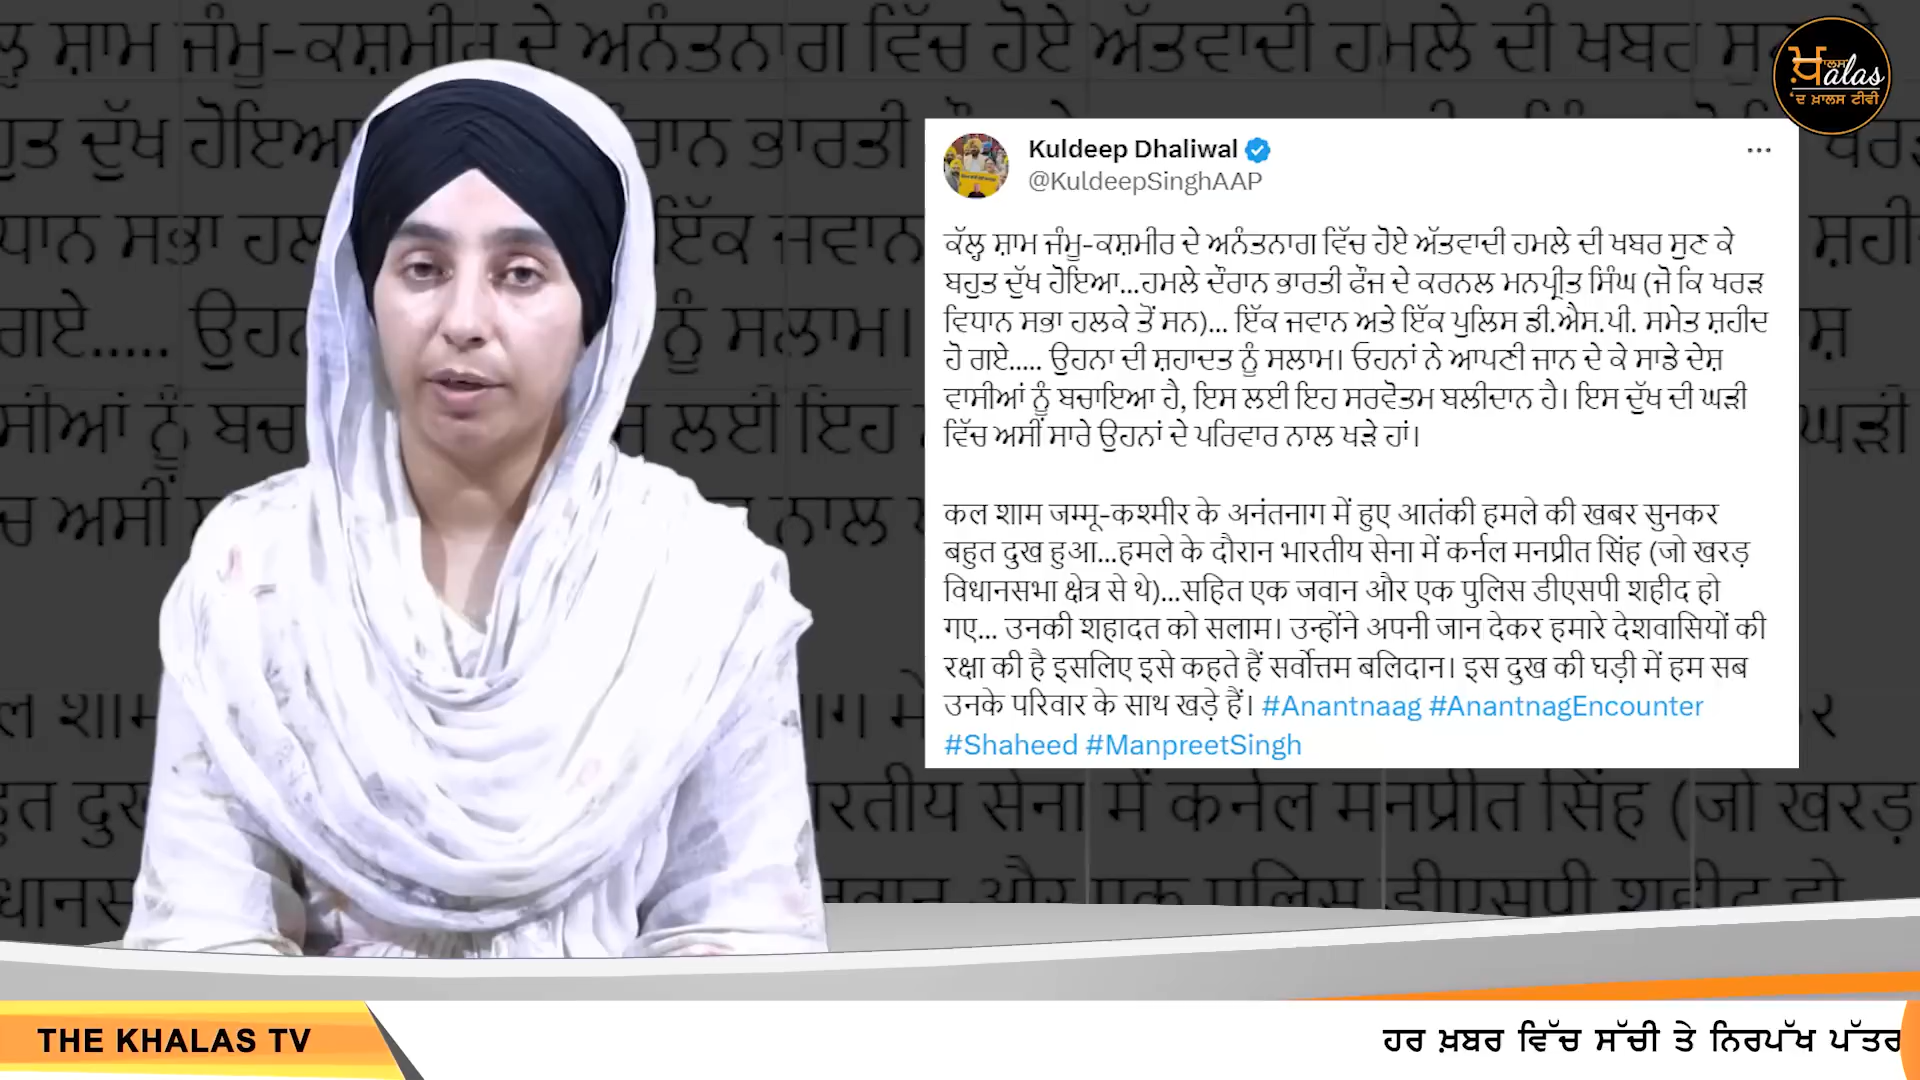 ਖ਼ਾਲਸ
alas
'ਦ ਖ਼ਾਲਸ ਟੀਵੀ
Kuldeep Dhaliwal
@KuldeepSinghAAP
ਕੱਲ੍ਹ ਸ਼ਾਮ ਜੰਮੂ-ਕਸ਼ਮੀਰ ਦੇ ਅਨੰਤਨਾਗ ਵਿੱਚ ਹੋਏ ਅੱਤਵਾਦੀ ਹਮਲੇ ਦੀ ਖਬਰ ਸੁਣ ਕੇ
ਬਹੁਤ ਦੁੱਖ ਹੋਇਆ...ਹਮਲੇ ਦੌਰਾਨ ਭਾਰਤੀ ਫੌਜ ਦੇ ਕਰਨਲ ਮਨਪ੍ਰੀਤ ਸਿੰਘ (ਜੋ ਕਿ ਖਰੜ
ਵਿਧਾਨ ਸਭਾ ਹਲਕੇ ਤੋਂ ਸਨ)... ਇੱਕ ਜਵਾਨ ਅਤੇ ਇੱਕ ਪੁਲਿਸ ਡੀ.ਐਸ.ਪੀ. ਸਮੇਤ ਸ਼ਹੀਦ
ਹੋ ਗਏ..... ਉਹਨਾ ਦੀ ਸ਼ਹਾਦਤ ਨੂੰ ਸਲਾਮ। ਓਹਨਾਂ ਨੇ ਆਪਣੀ ਜਾਨ ਦੇ ਕੇ ਸਾਡੇ ਦੇਸ਼
ਵਾਸੀਆਂ ਨੂੰ ਬਚਾਇਆ ਹੈ, ਇਸ ਲਈ ਇਹ ਸਰਵੋਤਮ ਬਲੀਦਾਨ ਹੈ। ਇਸ ਦੁੱਖ ਦੀ ਘੜੀ
ਵਿੱਚ ਅਸੀਂ ਸਾਰੇ ਉਹਨਾਂ ਦੇ ਪਰਿਵਾਰ ਨਾਲ ਖੜੇ ਹਾਂ।
कल शाम जम्मू-कश्मीर के अनंतनाग में हुए आतंकी हमले की खबर सुनकर
बहुत दुख हुआ...हमले के दौरान भारतीय सेना में कर्नल मनप्रीत सिंह (जो खरड़
विधानसभा क्षेत्र से थे)...सहित एक जवान और एक पुलिस डीएसपी शहीद हो
गए... उनकी शहादत को सलाम। उन्होंने अपनी जान देकर हमारे देशवासियों की
रक्षा की है इसलिए इसे कहते हैं सर्वोत्तम बलिदान। इस दुख की घड़ी में हम सब
उनके परिवार के साथ खड़े हैं। #Anantnaag #AnantnagEncounter
#Shaheed #ManpreetSingh
THE KHALAS TV
ਹਰ ਖ਼ਬਰ ਵਿੱਚ ਸੱਚੀ ਤੇ ਨਿਰਪੱਖ ਪੱਤਰ